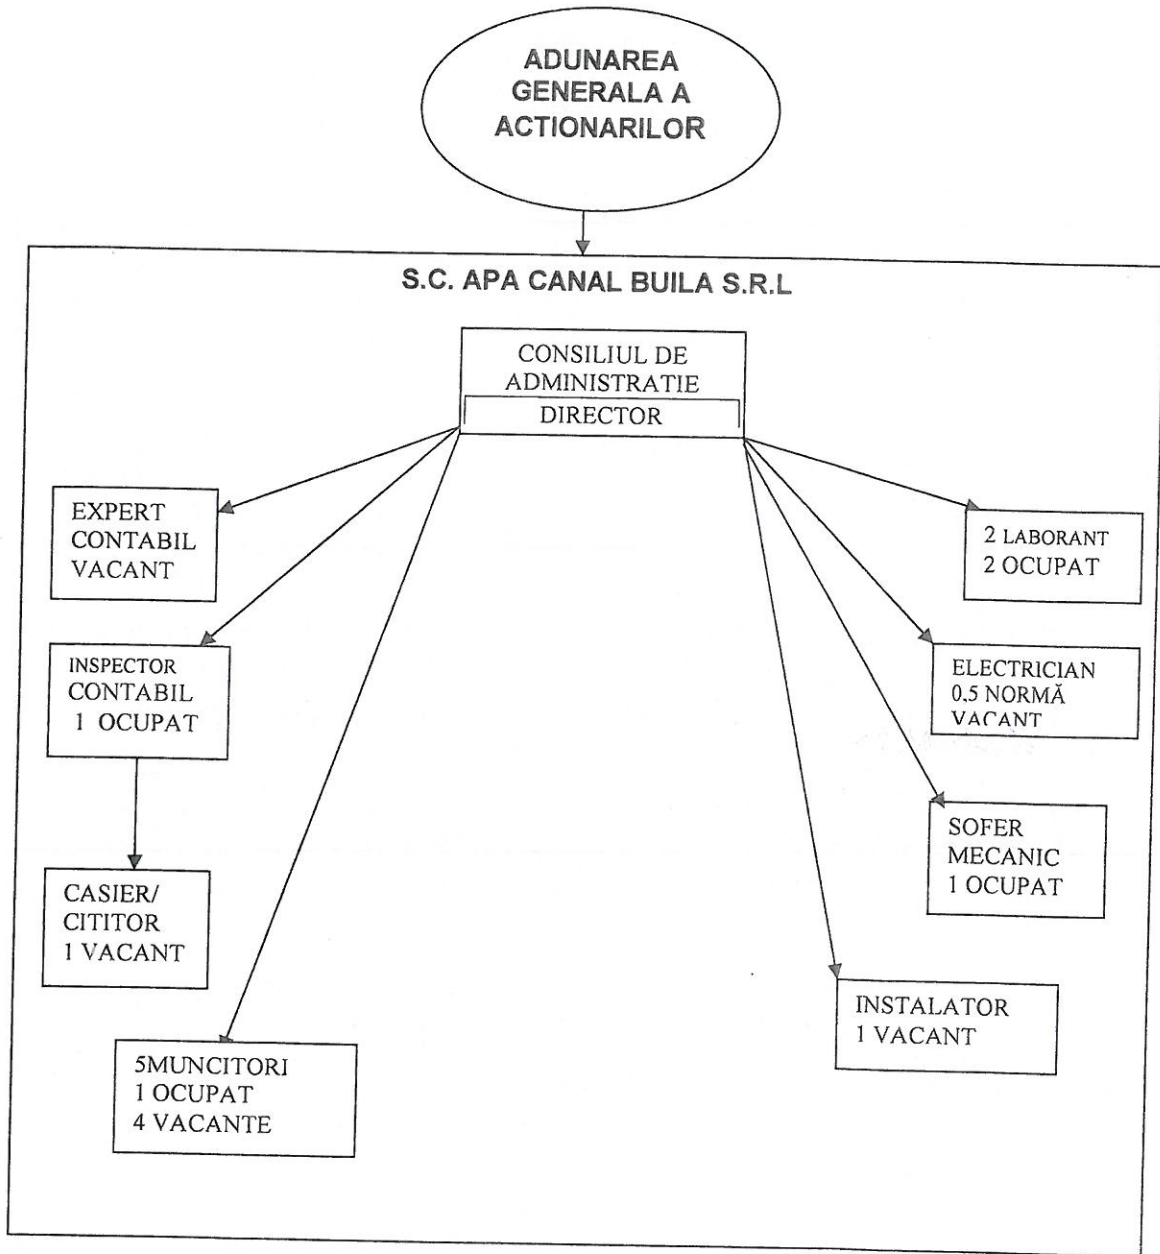 ADUNAREA
GENERALA A
ACTIONARILOR
S.C. APA CANAL BUILA S.R.L
CONSILIUL DE
ADMINISTRATIE
DIRECTOR
EXPERT
CONTABIL
VACANT
2 LABORANT
2 OCUPAT
INSPECTOR
CONTABIL
1 OCUPAT
ELECTRICIAN
0.5 NORMĂ
VACANT
SOFER
MECANIC
1 OCUPAT
CASIER/
CITITOR
1 VACANT
INSTALATOR
1 VACANT
5MUNCITORI
1 OCUPAT
4 VACANTE